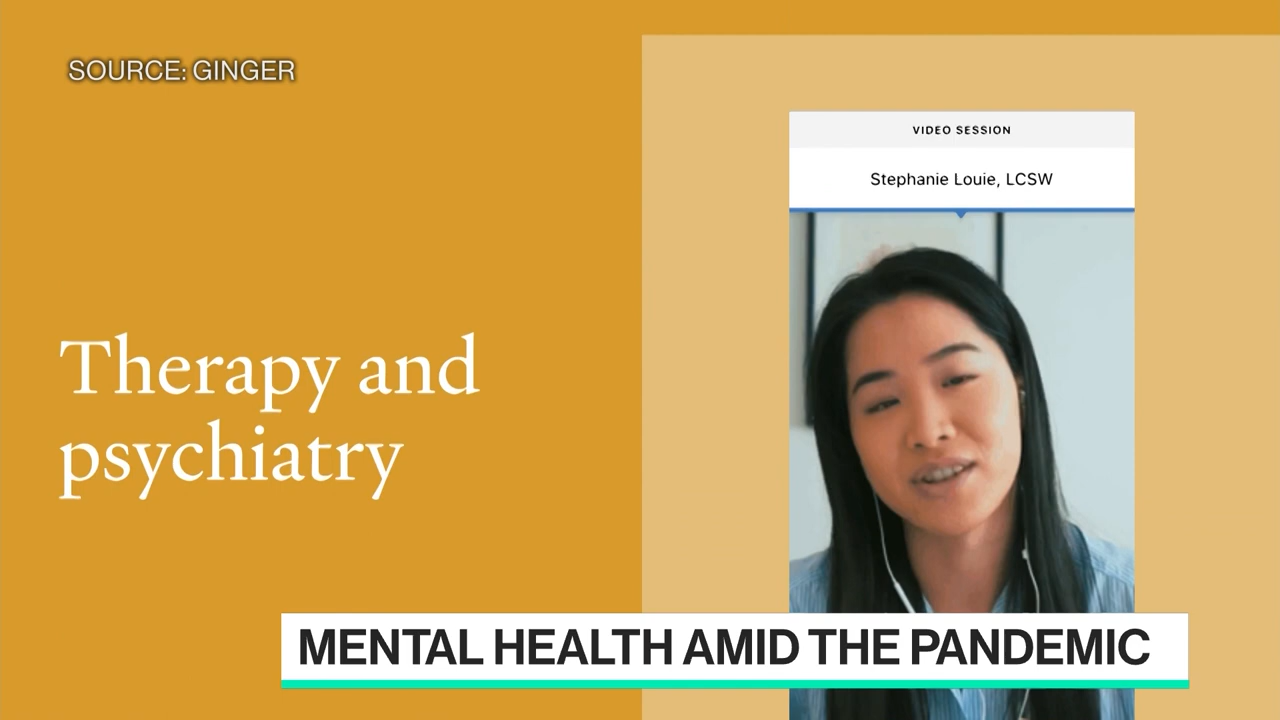 SOURCE: GINGER
VIDEO SESSION
Stephanie Louie, LCSW
Therapy and
psychiatry
MENTAL HEALTH AMID THE PANDEMIC